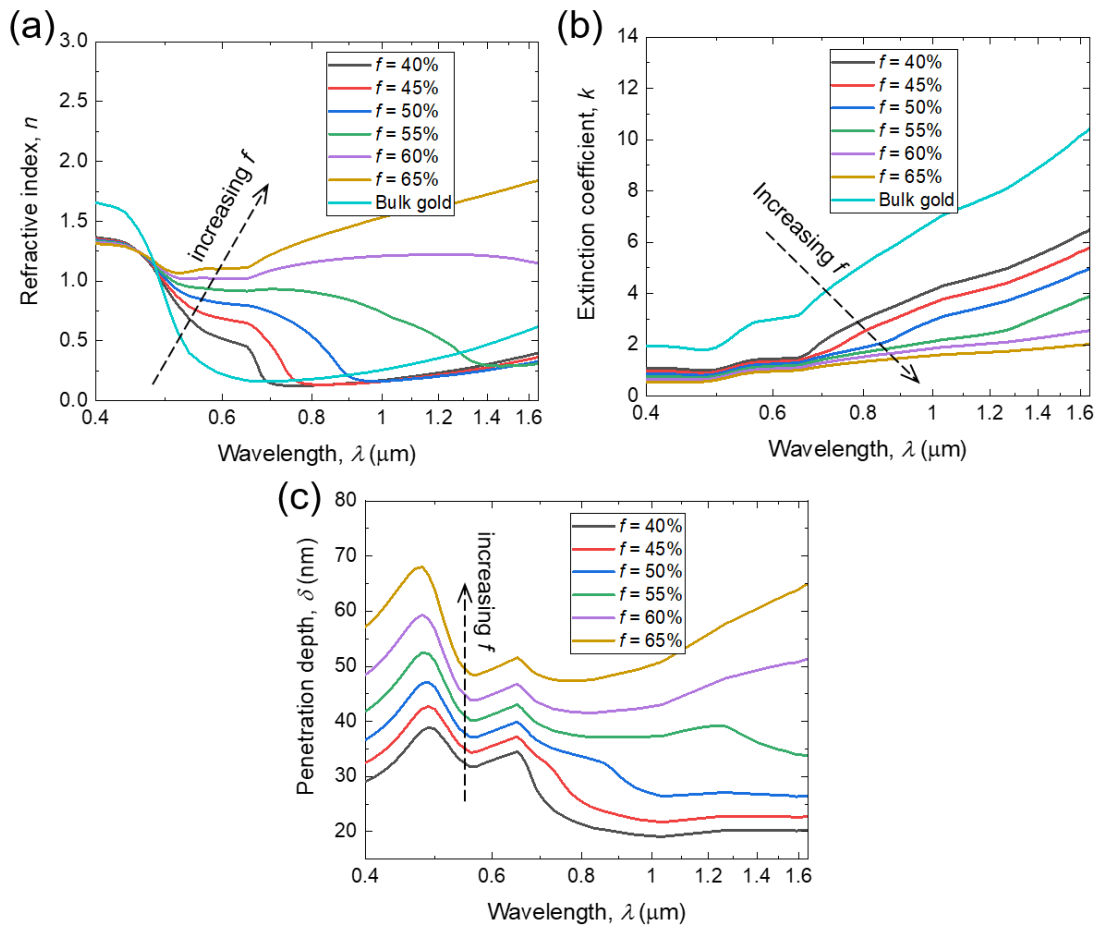 (a)
3.0
2.5
2.0
1.5
1.0
0.5
0.0
Refractive index, n
f = 40%
f = 45%
f = 50%
f = 55%
f = 60%
f = 65%
Bulk gold
increasing f
0.4
0.6
0.8
1
1.2
1.4
1.6
Wavelength, λ (μm)
(b)
14
12
10
8
6
4
2
0
Extinction coefficient, k
f = 40%
f = 45%
f = 50%
f = 55%
f = 60%
f = 65%
Bulk gold
Increasing f
0.4
0.6
0.8
1
1.2
1.4
1.6
Wavelength, λ (μm)
(c)
80
70
60
50
40
30
20
Penetration depth, δ (nm)
increasing f
f = 40%
f = 45%
f = 50%
f = 55%
f = 60%
f = 65%
0.4
0.6
0.8
1
1.2
1.4
1.6
Wavelength, λ (μm)